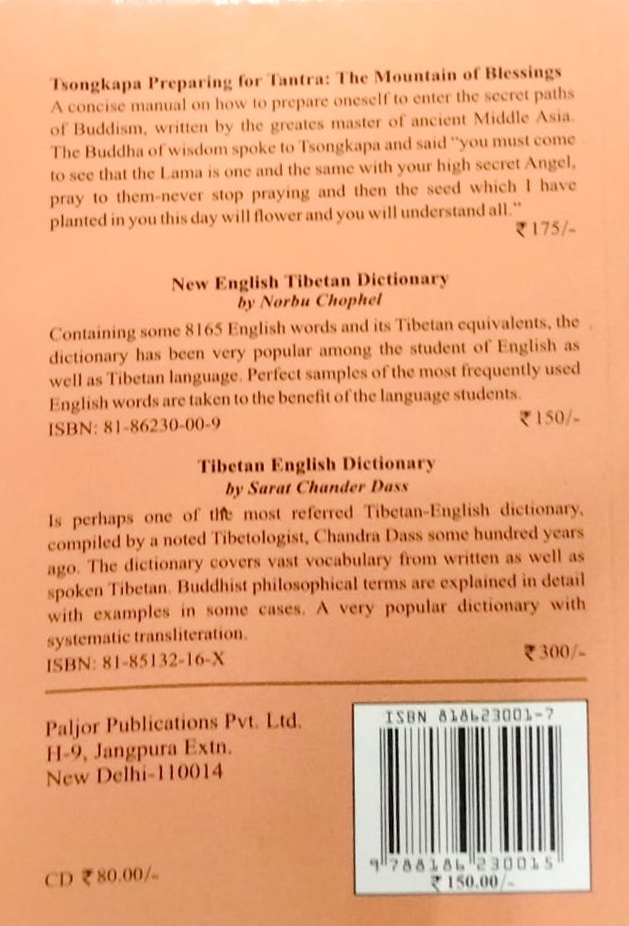 Tsongkapa Preparing for Tantra: The Mountain of Blessings
A concise manual on how to prepare oneself to enter the secret paths
of Buddism, written by the greates master of ancient Middle Asia.
The Buddha of wisdom spoke to Tsongkapa and said "you must come
to see that the Lama is one and the same with your high secret Angel,
pray to them-never stop praying and then the seed which I have
planted in you this day will flower and you will understand all."
₹ 175/-
New English Tibetan Dictionary
by Norbu Chophel
Containing some 8165 English words and its Tibetan equivalents, the
dictionary has been very popular among the student of English as
well as Tibetan language. Perfect samples of the most frequently used
English words are taken to the benefit of the language students.
ISBN: 81-86230-00-9 ₹ 150/-
Tibetan English Dictionary
by Sarat Chander Dass
Is perhaps one of the most referred Tibetan-English dictionary,
compiled by a noted Tibetologist, Chandra Dass some hundred years
ago. The dictionary covers vast vocabulary from written as well as
spoken Tibetan. Buddhist philosophical terms are explained in detail
with examples in some cases. A very popular dictionary with
systematic transliteration.
ISBN: 81-85132-16-X ₹ 300/-
Paljor Publications Pvt. Ltd.
H-9, Jangpura Extn.
New Delhi-110014
CD ₹ 80.00/-
ISBN 818623001-7
9 788186 230015
₹ 150.00/-